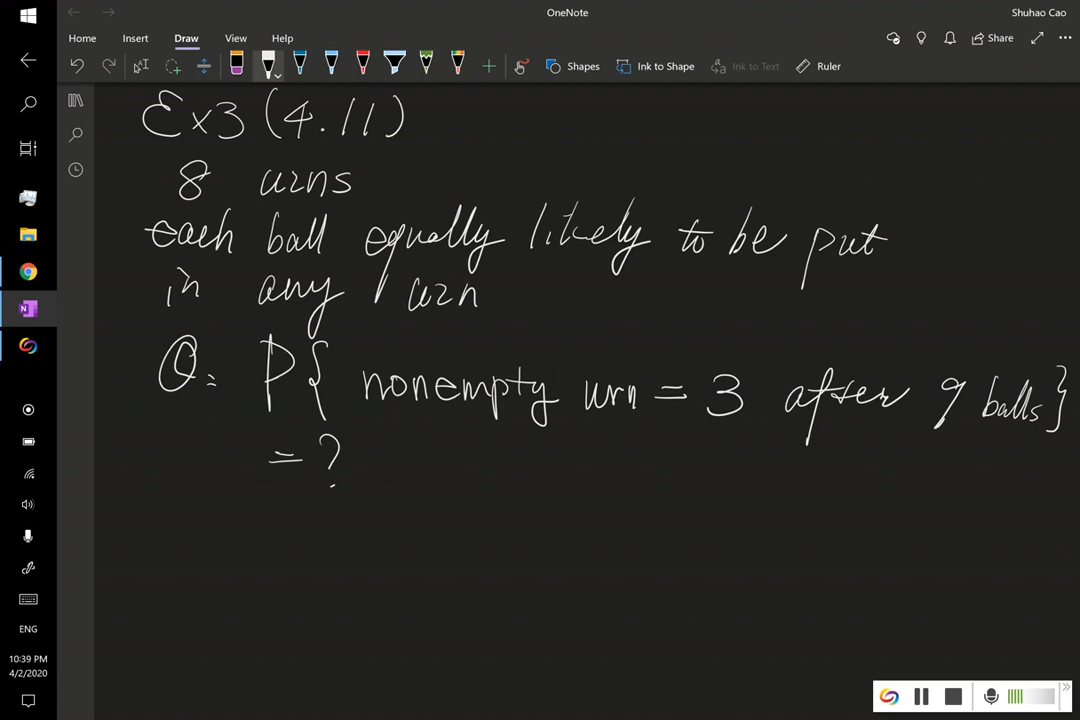 OneNote
Shuhao Cao
Home Insert Draw View Help
Share
Shapes Ink to Shape Ink to Text Ruler
Ex3 (4.11)
8 urns
each ball equally likely to be put
in any urn
Q: P{ nonempty urn = 3 after 9 balls}
= ?
ENG
10:39 PM
4/2/2020